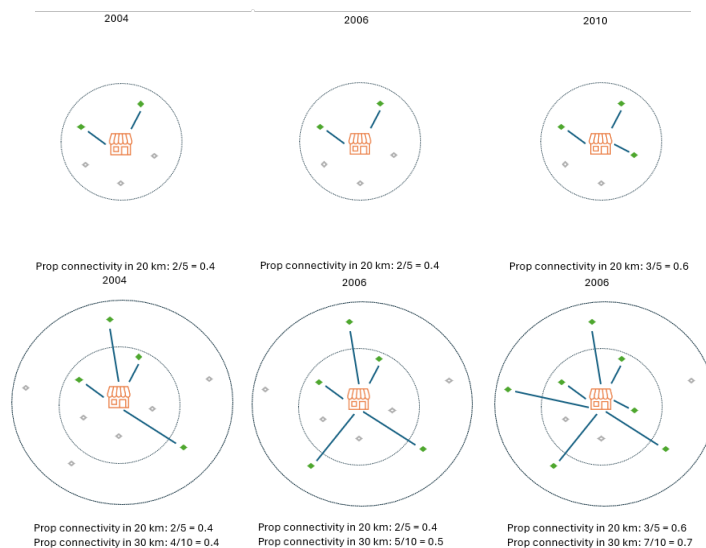 2004
2006
2010
Prop connectivity in 20 km: 2/5 = 0.4
Prop connectivity in 20 km: 2/5 = 0.4
Prop connectivity in 20 km: 3/5 = 0.6
2004
2006
2006
Prop connectivity in 20 km: 2/5 = 0.4
Prop connectivity in 30 km: 4/10 = 0.4
Prop connectivity in 20 km: 2/5 = 0.4
Prop connectivity in 30 km: 5/10 = 0.5
Prop connectivity in 20 km: 3/5 = 0.6
Prop connectivity in 30 km: 7/10 = 0.7